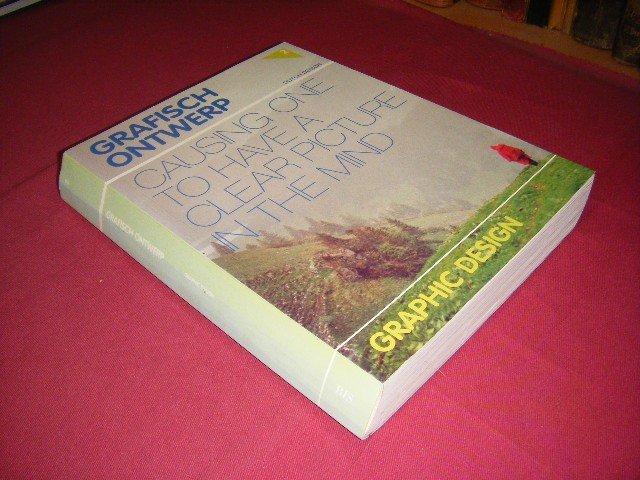 GRAFISCH
ONTWERP
CAUSING ONE
TO HAVE A
CLEAR PICTURE
IN THE MIND
GRAPHIC DESIGN
GRAFISCH ONTWERP
BIS